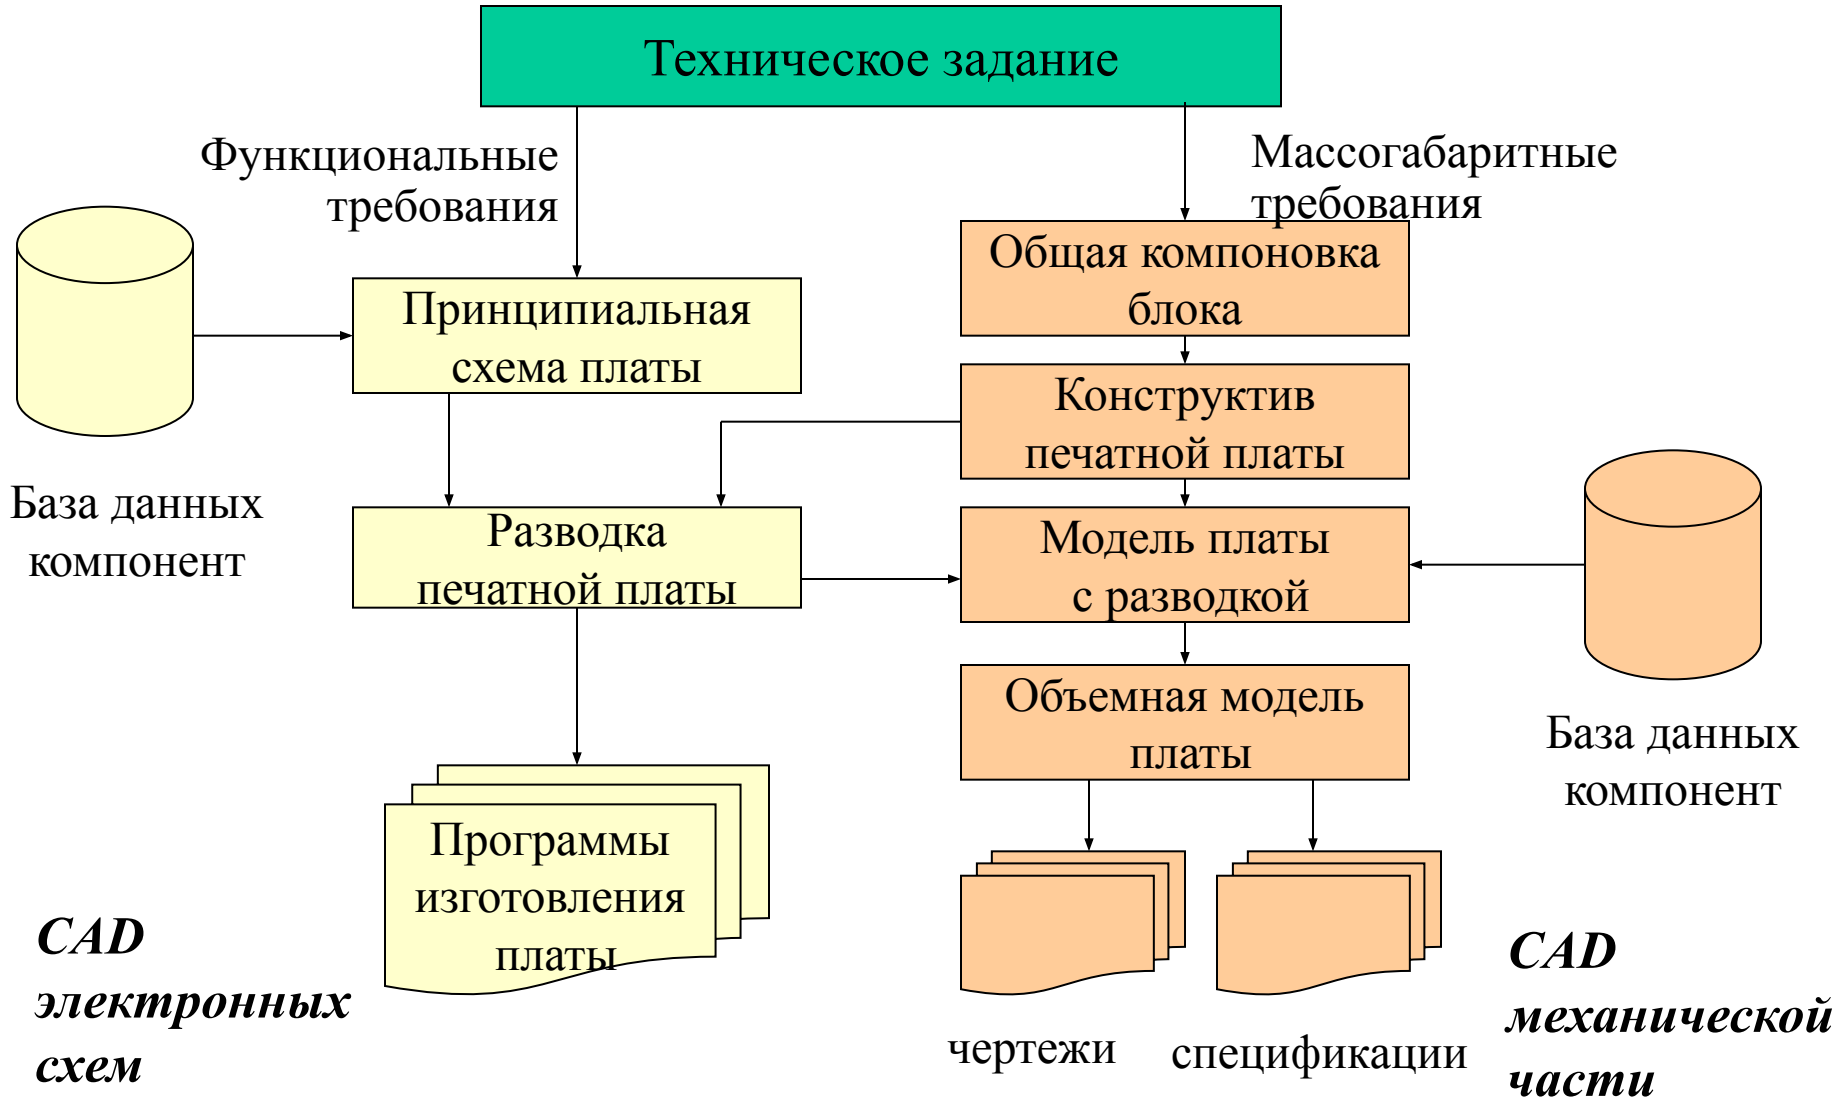 Техническое задание
Функциональные
требования
Массогабаритные
требования
Общая компоновка
блока
Принципиальная
схема платы
Конструктив
печатной платы
База данных
компонент
Разводка
печатной платы
Модель платы
с разводкой
Объемная модель
платы
База данных
компонент
Программы
изготовления
платы
CAD
электронных
схем
чертежи
спецификации
CAD
механической
части